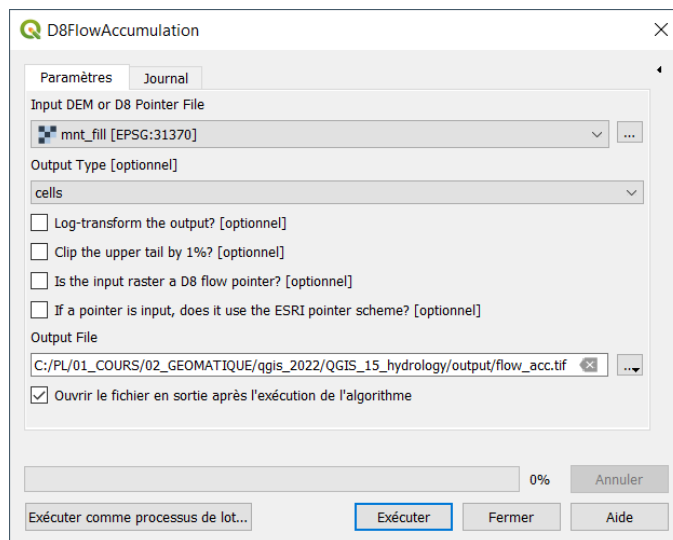 D8FlowAccumulation
Paramètres Journal
Input DEM or D8 Pointer File
mnt_fill [EPSG:31370]
...
Output Type [optionnel]
cells
Log-transform the output? [optionnel]
Clip the upper tail by 1%? [optionnel]
Is the input raster a D8 flow pointer? [optionnel]
If a pointer is input, does it use the ESRI pointer scheme? [optionnel]
Output File
C:/PL/01_COURS/02_GEOMATIQUE/qgis_2022/QGIS_15_hydrology/output/flow_acc.tif
...
Ouvrir le fichier en sortie après l'exécution de l'algorithme
0% Annuler
Exécuter comme processus de lot... Exécuter Fermer Aide